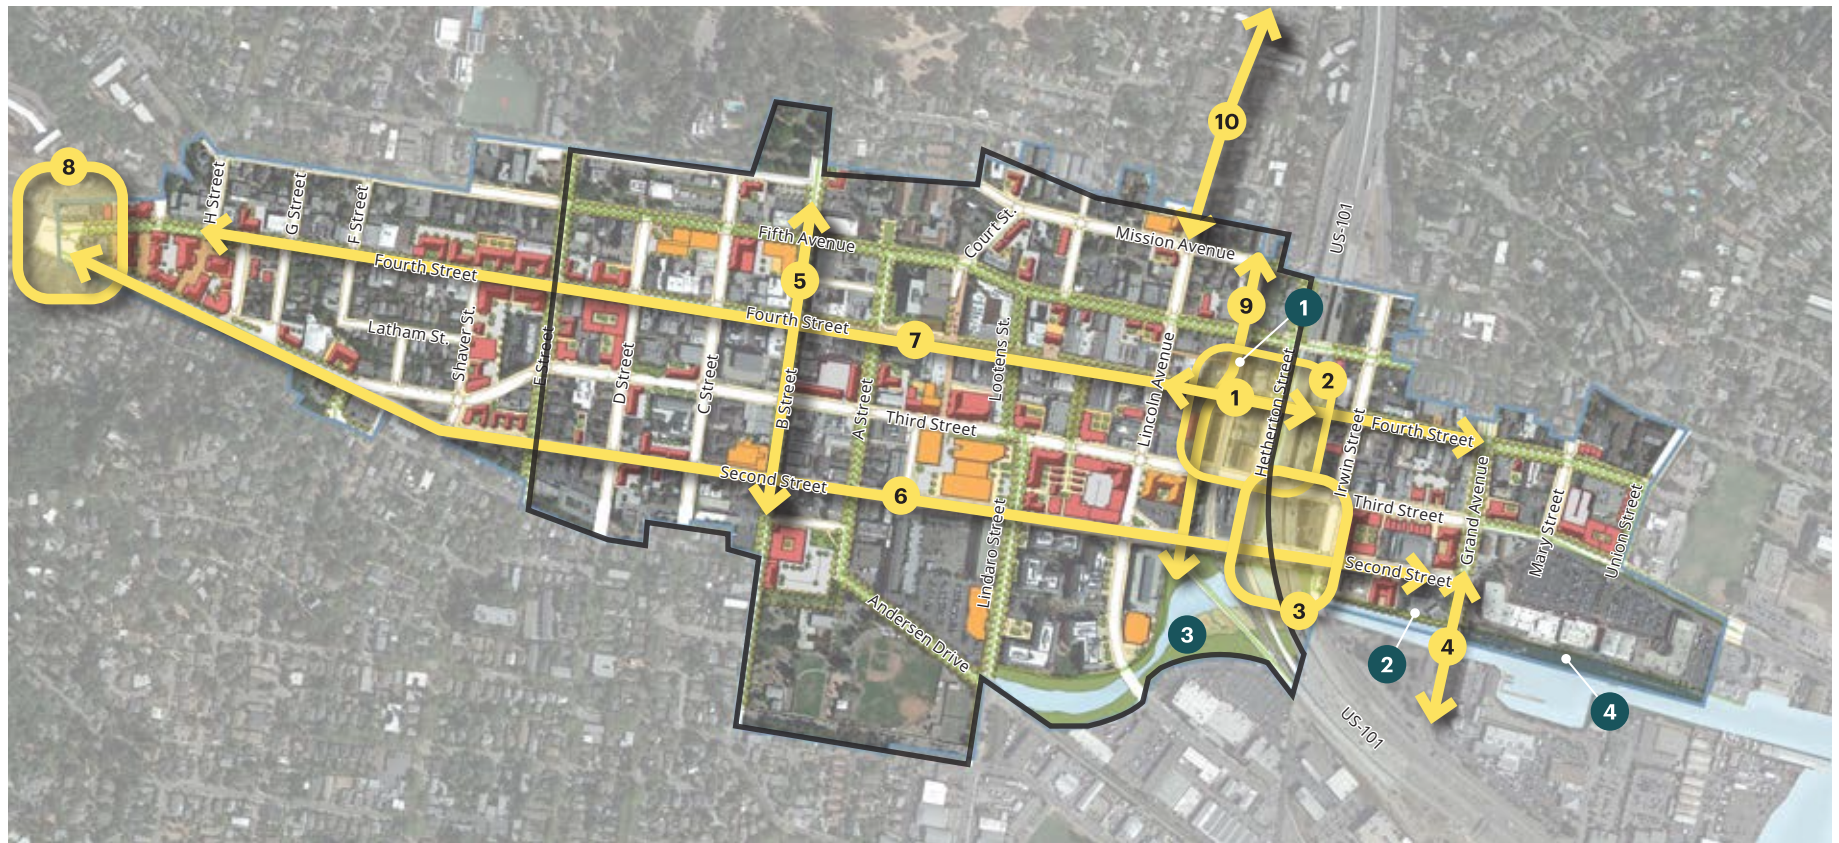 10
8
H Street
G Street
F Street
US-101
Court St.
Fifth Avenue
Mission Avenue
Fourth Street
5
9
1
Fourth Street
Latham St.
Shaver St.
E Street
7
Lootens St.
Lincoln Avenue
Hetherton Street
2
1
D Street
C Street
B Street
A Street
Third Street
Irwin Street
Fourth Street
Second Street
6
Third Street
Grand Avenue
Mary Street
Union Street
Lindaro Street
Second Street
Andersen Drive
3
3
2
4
4
US-101